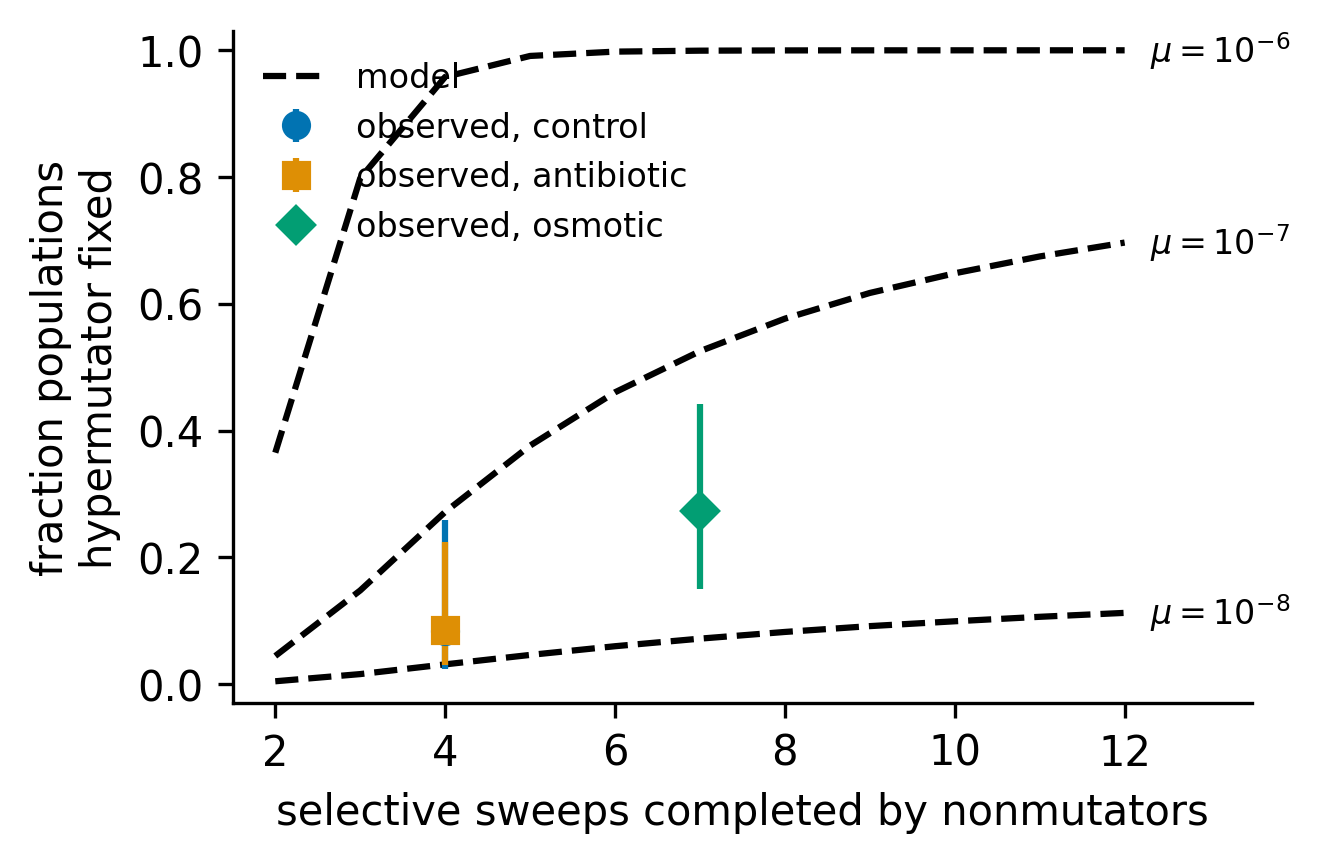 1.0
0.8
0.6
0.4
0.2
0.0
fraction populations
hypermutator fixed
model
observed, control
observed, antibiotic
observed, osmotic
μ = 10⁻⁶
μ = 10⁻⁷
μ = 10⁻⁸
2 4 6 8 10 12
selective sweeps completed by nonmutators